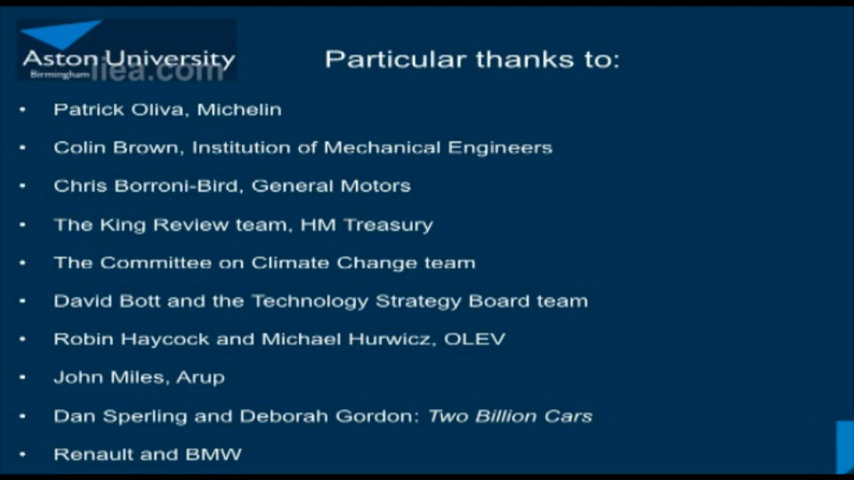 Aston University
Birmingham
iiea.com
Particular thanks to:
• Patrick Oliva, Michelin
• Colin Brown, Institution of Mechanical Engineers
• Chris Borroni-Bird, General Motors
• The King Review team, HM Treasury
• The Committee on Climate Change team
• David Bott and the Technology Strategy Board team
• Robin Haycock and Michael Hurwicz, OLEV
• John Miles, Arup
• Dan Sperling and Deborah Gordon: Two Billion Cars
• Renault and BMW